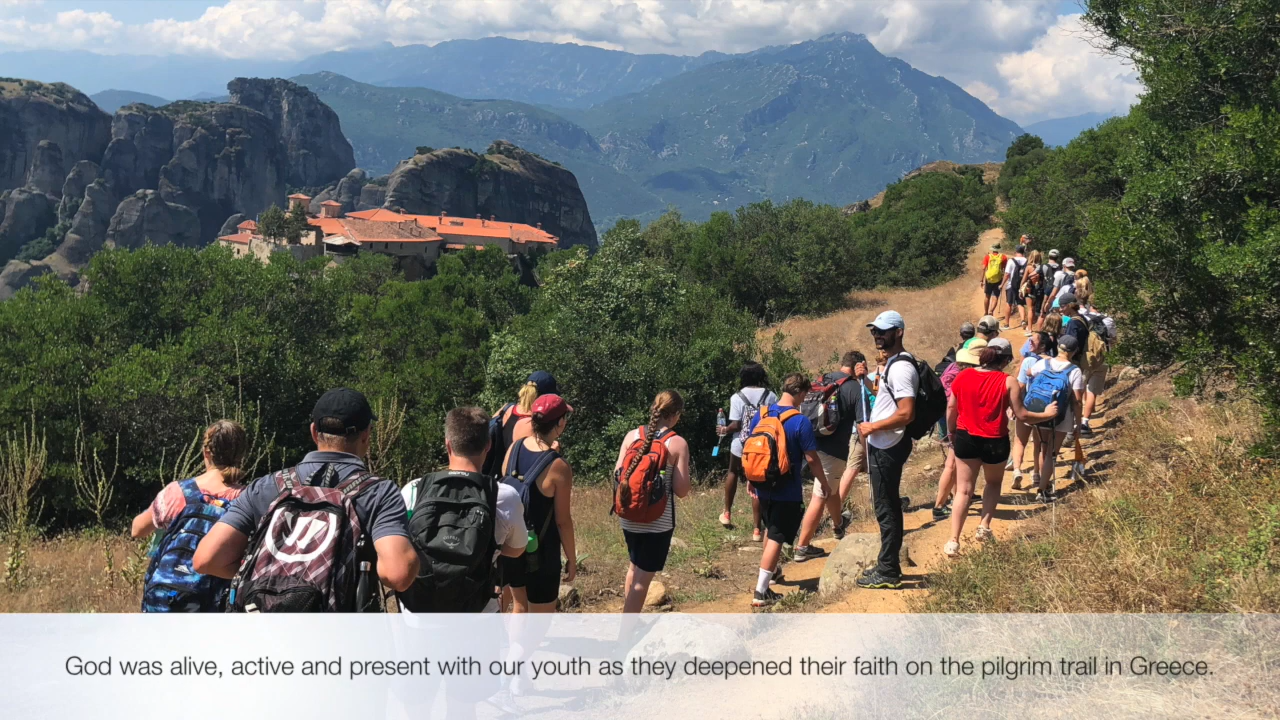 God was alive, active and present with our youth as they deepened their faith on the pilgrim trail in Greece.